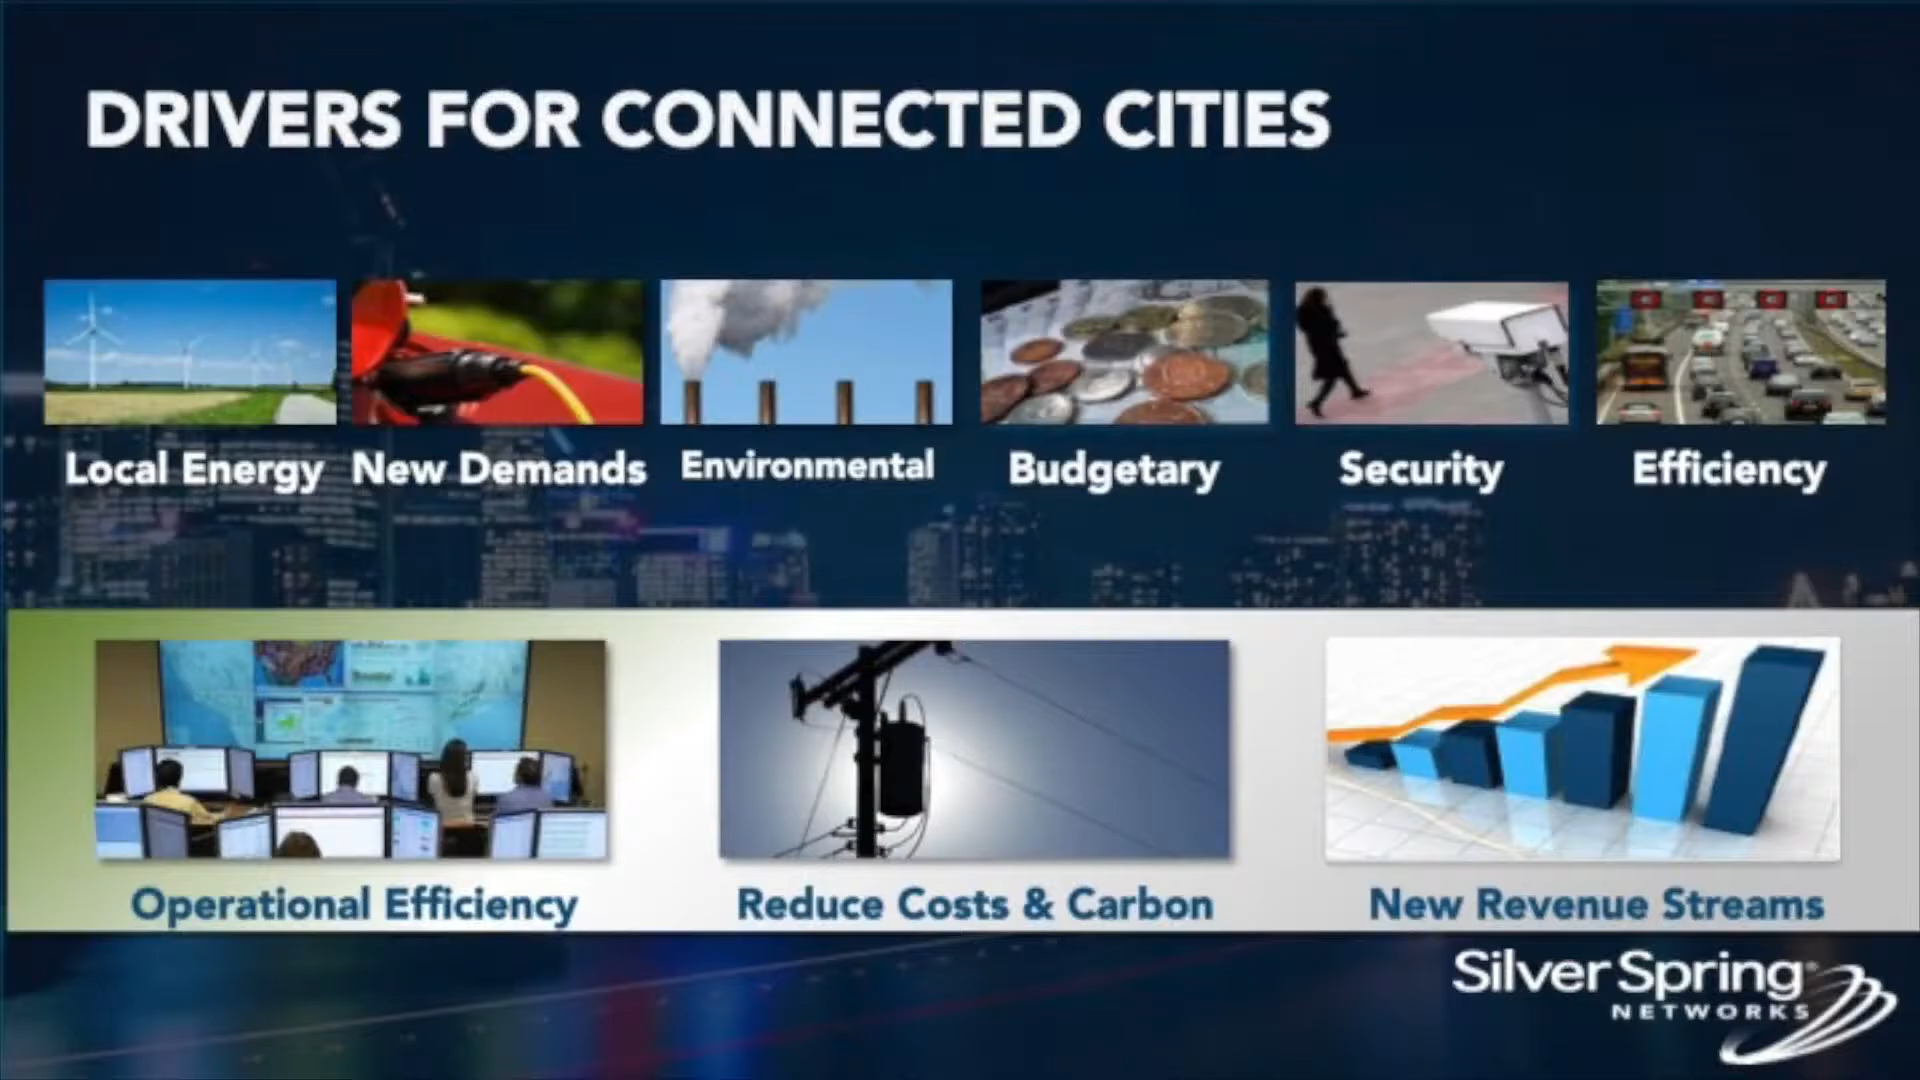 DRIVERS FOR CONNECTED CITIES
Local Energy
New Demands
Environmental
Budgetary
Security
Efficiency
Operational Efficiency
Reduce Costs & Carbon
New Revenue Streams
Silver Spring®
NETWORKS